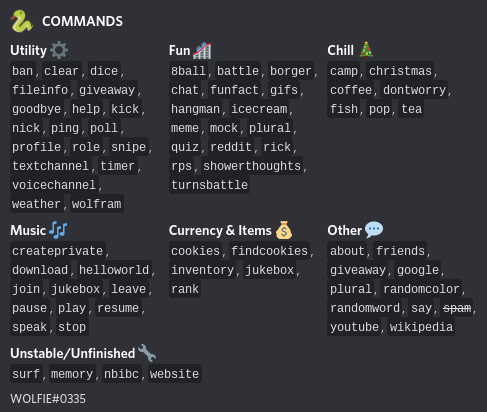 COMMANDS
Utility
ban, clear, dice,
fileinfo, giveaway,
goodbye, help, kick,
nick, ping, poll,
profile, role, snipe,
textchannel, timer,
voicechannel,
weather, wolfram
Fun
8ball, battle, borger,
chat, funfact, gifs,
hangman, icecream,
meme, mock, plural,
quiz, reddit, rick,
rps, showerthoughts,
turnsbattle
Chill
camp, christmas,
coffee, dontworry,
fish, pop, tea
Music
createprivate,
download, helloworld,
join, jukebox, leave,
pause, play, resume,
speak, stop
Currency & Items
cookies, findcookies,
inventory, jukebox,
rank
Other
about, friends,
giveaway, google,
plural, randomcolor,
randomword, say, spam,
youtube, wikipedia
Unstable/Unfinished
surf, memory, nbibc, website
WOLFIE#0335